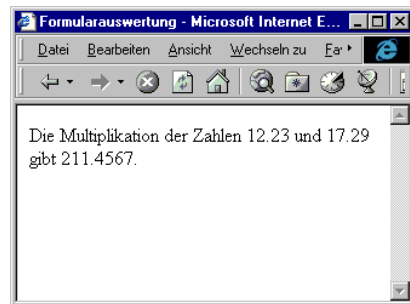 Formularauswertung - Microsoft Internet E...
Datei Bearbeiten Ansicht Wechseln zu Fa
Die Multiplikation der Zahlen 12.23 und 17.29
gibt 211.4567.